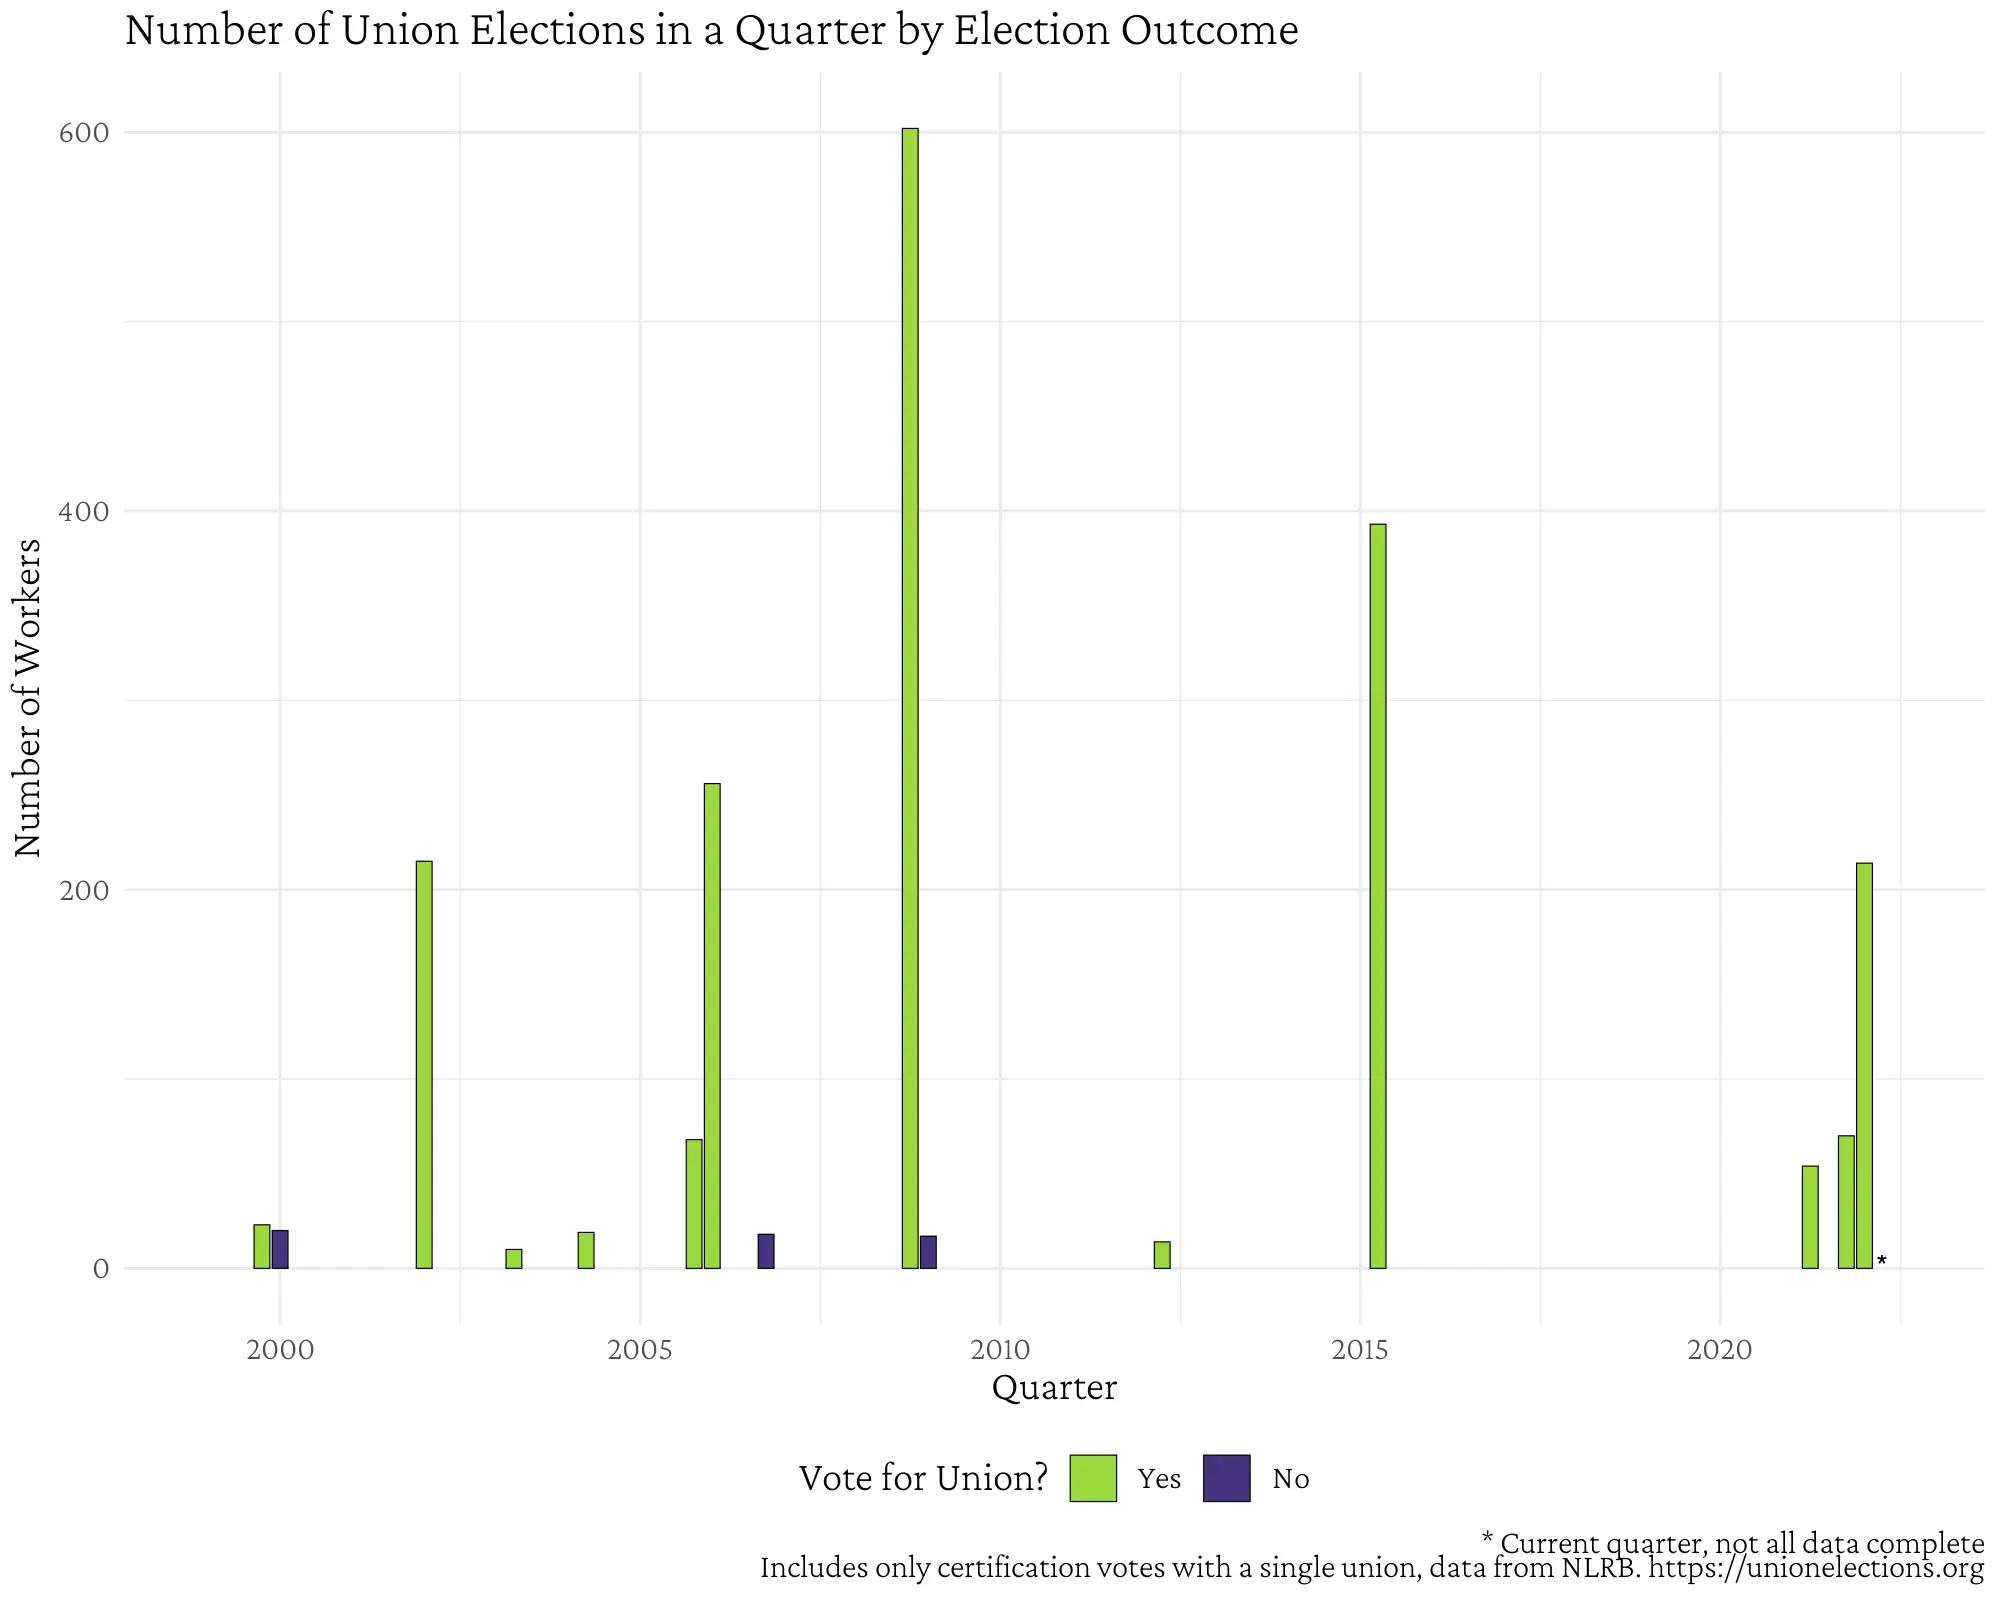 Number of Union Elections in a Quarter by Election Outcome
600
400
200
0
Number of Workers
*
2000 2005 2010 2015 2020
Quarter
Vote for Union? Yes No
* Current quarter, not all data complete
Includes only certification votes with a single union, data from NLRB. https://unionelections.org